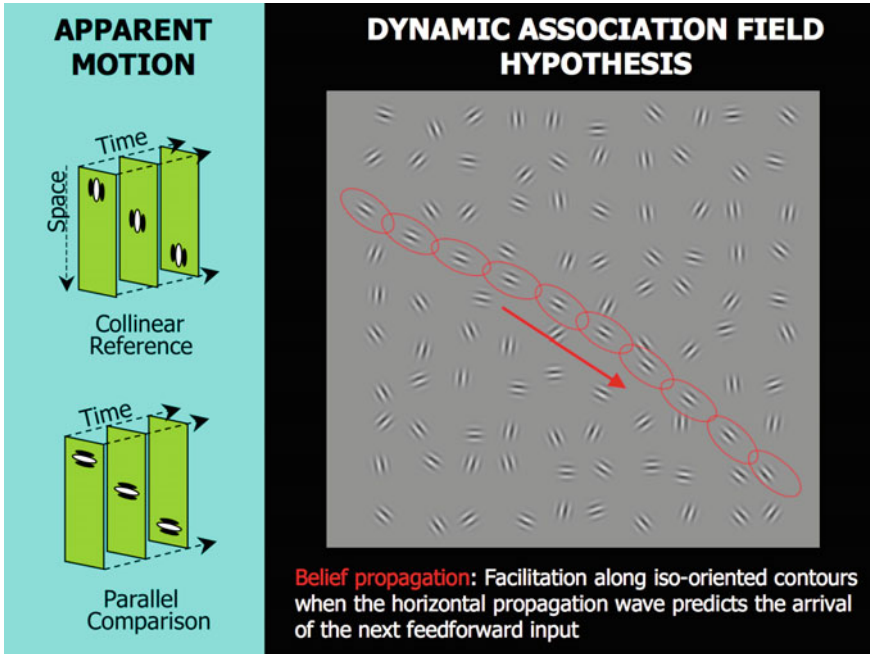 APPARENT
MOTION
Time
Space
Collinear
Reference
Time
Parallel
Comparison
DYNAMIC ASSOCIATION FIELD
HYPOTHESIS
Belief propagation: Facilitation along iso-oriented contours
when the horizontal propagation wave predicts the arrival
of the next feedforward input